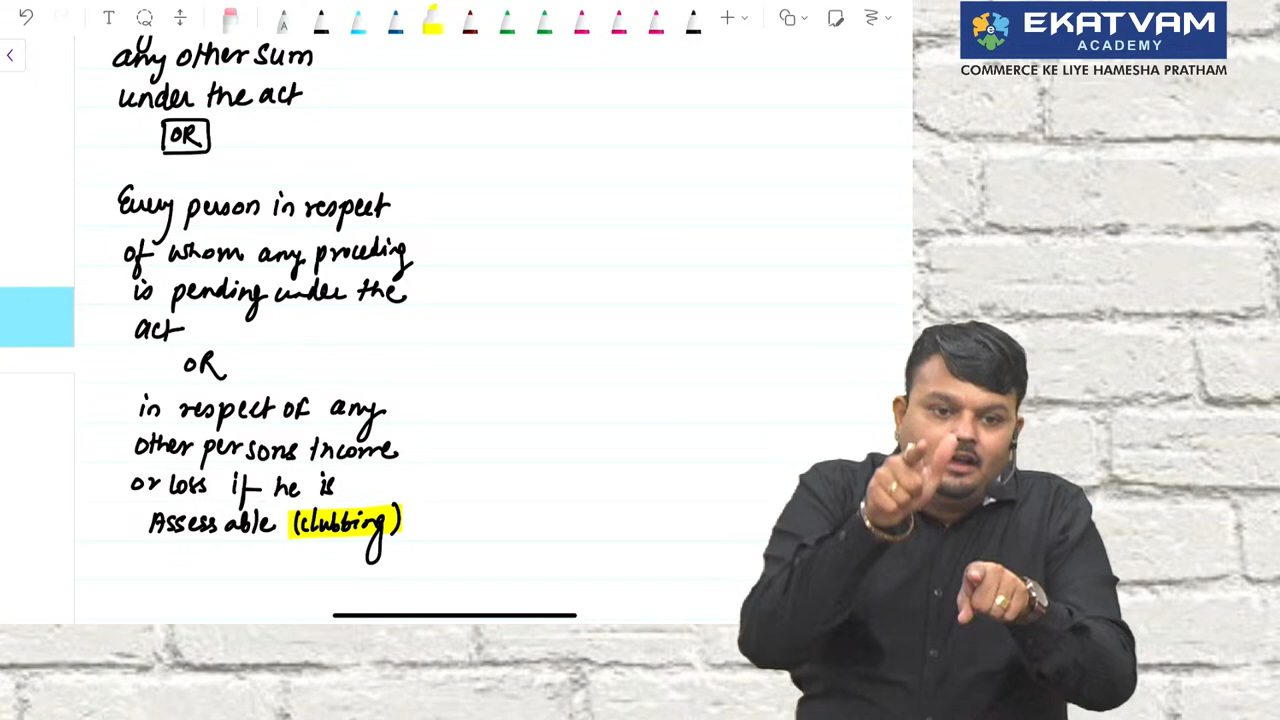 EKATVAM
ACADEMY
COMMERCE KE LIYE HAMESHA PRATHAM
any other sum
under the act
OR
Every person in respect
of whom any proceding
is pending under the
act
OR
in respect of any
other persons Income
or loss if he is
Assessable (clubbing)